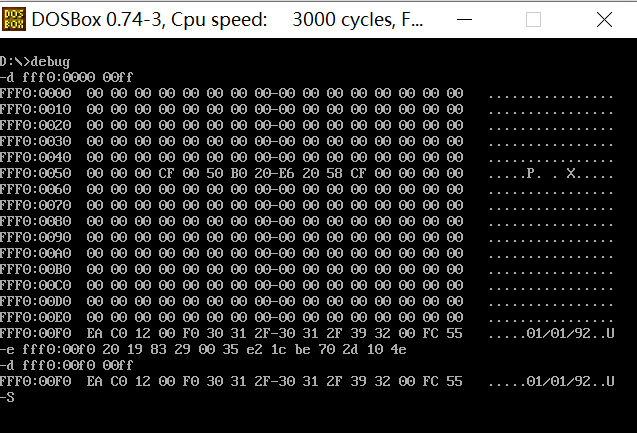 DOSBox 0.74-3, Cpu speed:    3000 cycles, F...
D:\>debug
-d fff0:0000 00ff
FFF0:0000  00 00 00 00 00 00 00 00-00 00 00 00 00 00 00 00   ................
FFF0:0010  00 00 00 00 00 00 00 00-00 00 00 00 00 00 00 00   ................
FFF0:0020  00 00 00 00 00 00 00 00-00 00 00 00 00 00 00 00   ................
FFF0:0030  00 00 00 00 00 00 00 00-00 00 00 00 00 00 00 00   ................
FFF0:0040  00 00 00 00 00 00 00 00-00 00 00 00 00 00 00 00   ................
FFF0:0050  00 00 00 CF 00 50 B0 20-E6 20 58 CF 00 00 00 00   .....P. . X.....
FFF0:0060  00 00 00 00 00 00 00 00-00 00 00 00 00 00 00 00   ................
FFF0:0070  00 00 00 00 00 00 00 00-00 00 00 00 00 00 00 00   ................
FFF0:0080  00 00 00 00 00 00 00 00-00 00 00 00 00 00 00 00   ................
FFF0:0090  00 00 00 00 00 00 00 00-00 00 00 00 00 00 00 00   ................
FFF0:00A0  00 00 00 00 00 00 00 00-00 00 00 00 00 00 00 00   ................
FFF0:00B0  00 00 00 00 00 00 00 00-00 00 00 00 00 00 00 00   ................
FFF0:00C0  00 00 00 00 00 00 00 00-00 00 00 00 00 00 00 00   ................
FFF0:00D0  00 00 00 00 00 00 00 00-00 00 00 00 00 00 00 00   ................
FFF0:00E0  00 00 00 00 00 00 00 00-00 00 00 00 00 00 00 00   ................
FFF0:00F0  EA C0 12 00 F0 30 31 2F-30 31 2F 39 32 00 FC 55   .....01/01/92..U
-e fff0:00f0 20 19 83 29 00 35 e2 1c be 70 2d 10 4e
-d fff0:00f0 00ff
FFF0:00F0  EA C0 12 00 F0 30 31 2F-30 31 2F 39 32 00 FC 55   .....01/01/92..U
-S